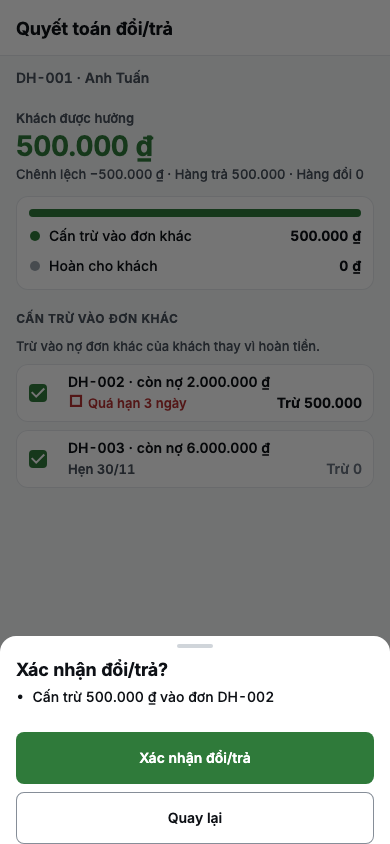 Quyết toán đổi/trả
DH-001 · Anh Tuấn
Khách được hưởng
500.000 ₫
Chênh lệch −500.000 ₫ · Hàng trả 500.000 · Hàng đổi 0
Cấn trừ vào đơn khác 500.000 ₫
Hoàn cho khách 0 ₫
CẤN TRỪ VÀO ĐƠN KHÁC
Trừ vào nợ đơn khác của khách thay vì hoàn tiền.
DH-002 · còn nợ 2.000.000 ₫
Quá hạn 3 ngày Trừ 500.000
DH-003 · còn nợ 6.000.000 ₫
Hẹn 30/11 Trừ 0
Xác nhận đổi/trả?
• Cấn trừ 500.000 ₫ vào đơn DH-002
Xác nhận đổi/trả
Quay lại